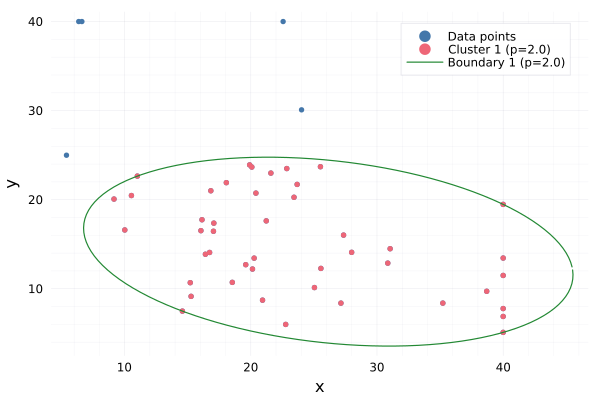 40
30
20
10
y
10 20 30 40
x
Data points
Cluster 1 (p=2.0)
Boundary 1 (p=2.0)